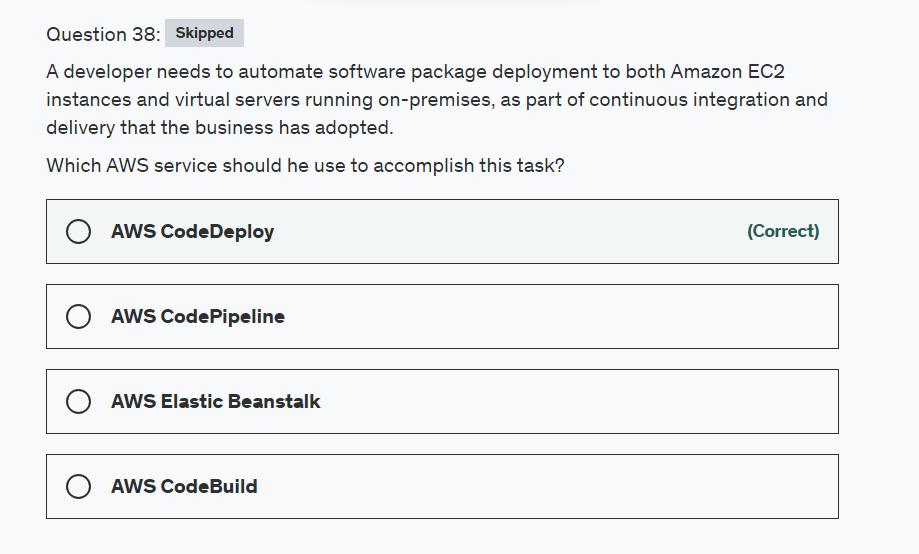 Question 38: Skipped
A developer needs to automate software package deployment to both Amazon EC2
instances and virtual servers running on-premises, as part of continuous integration and
delivery that the business has adopted.
Which AWS service should he use to accomplish this task?
AWS CodeDeploy (Correct)
AWS CodePipeline
AWS Elastic Beanstalk
AWS CodeBuild